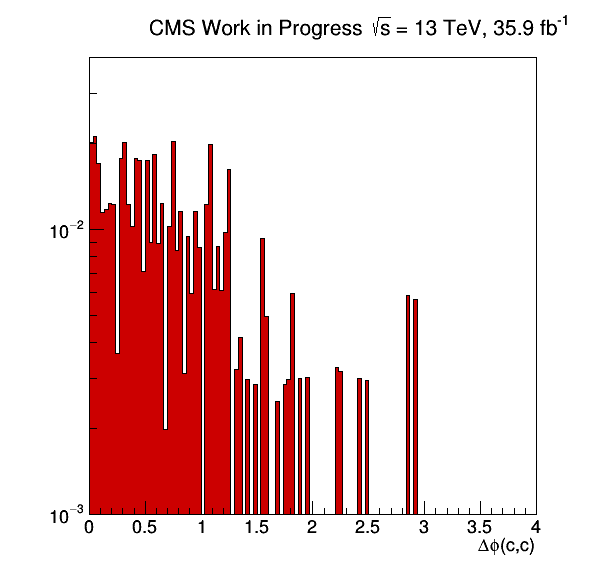 CMS Work in Progress √s = 13 TeV, 35.9 fb⁻¹
10⁻²
10⁻³
0 0.5 1 1.5 2 2.5 3 3.5 4
Δϕ(c,c)